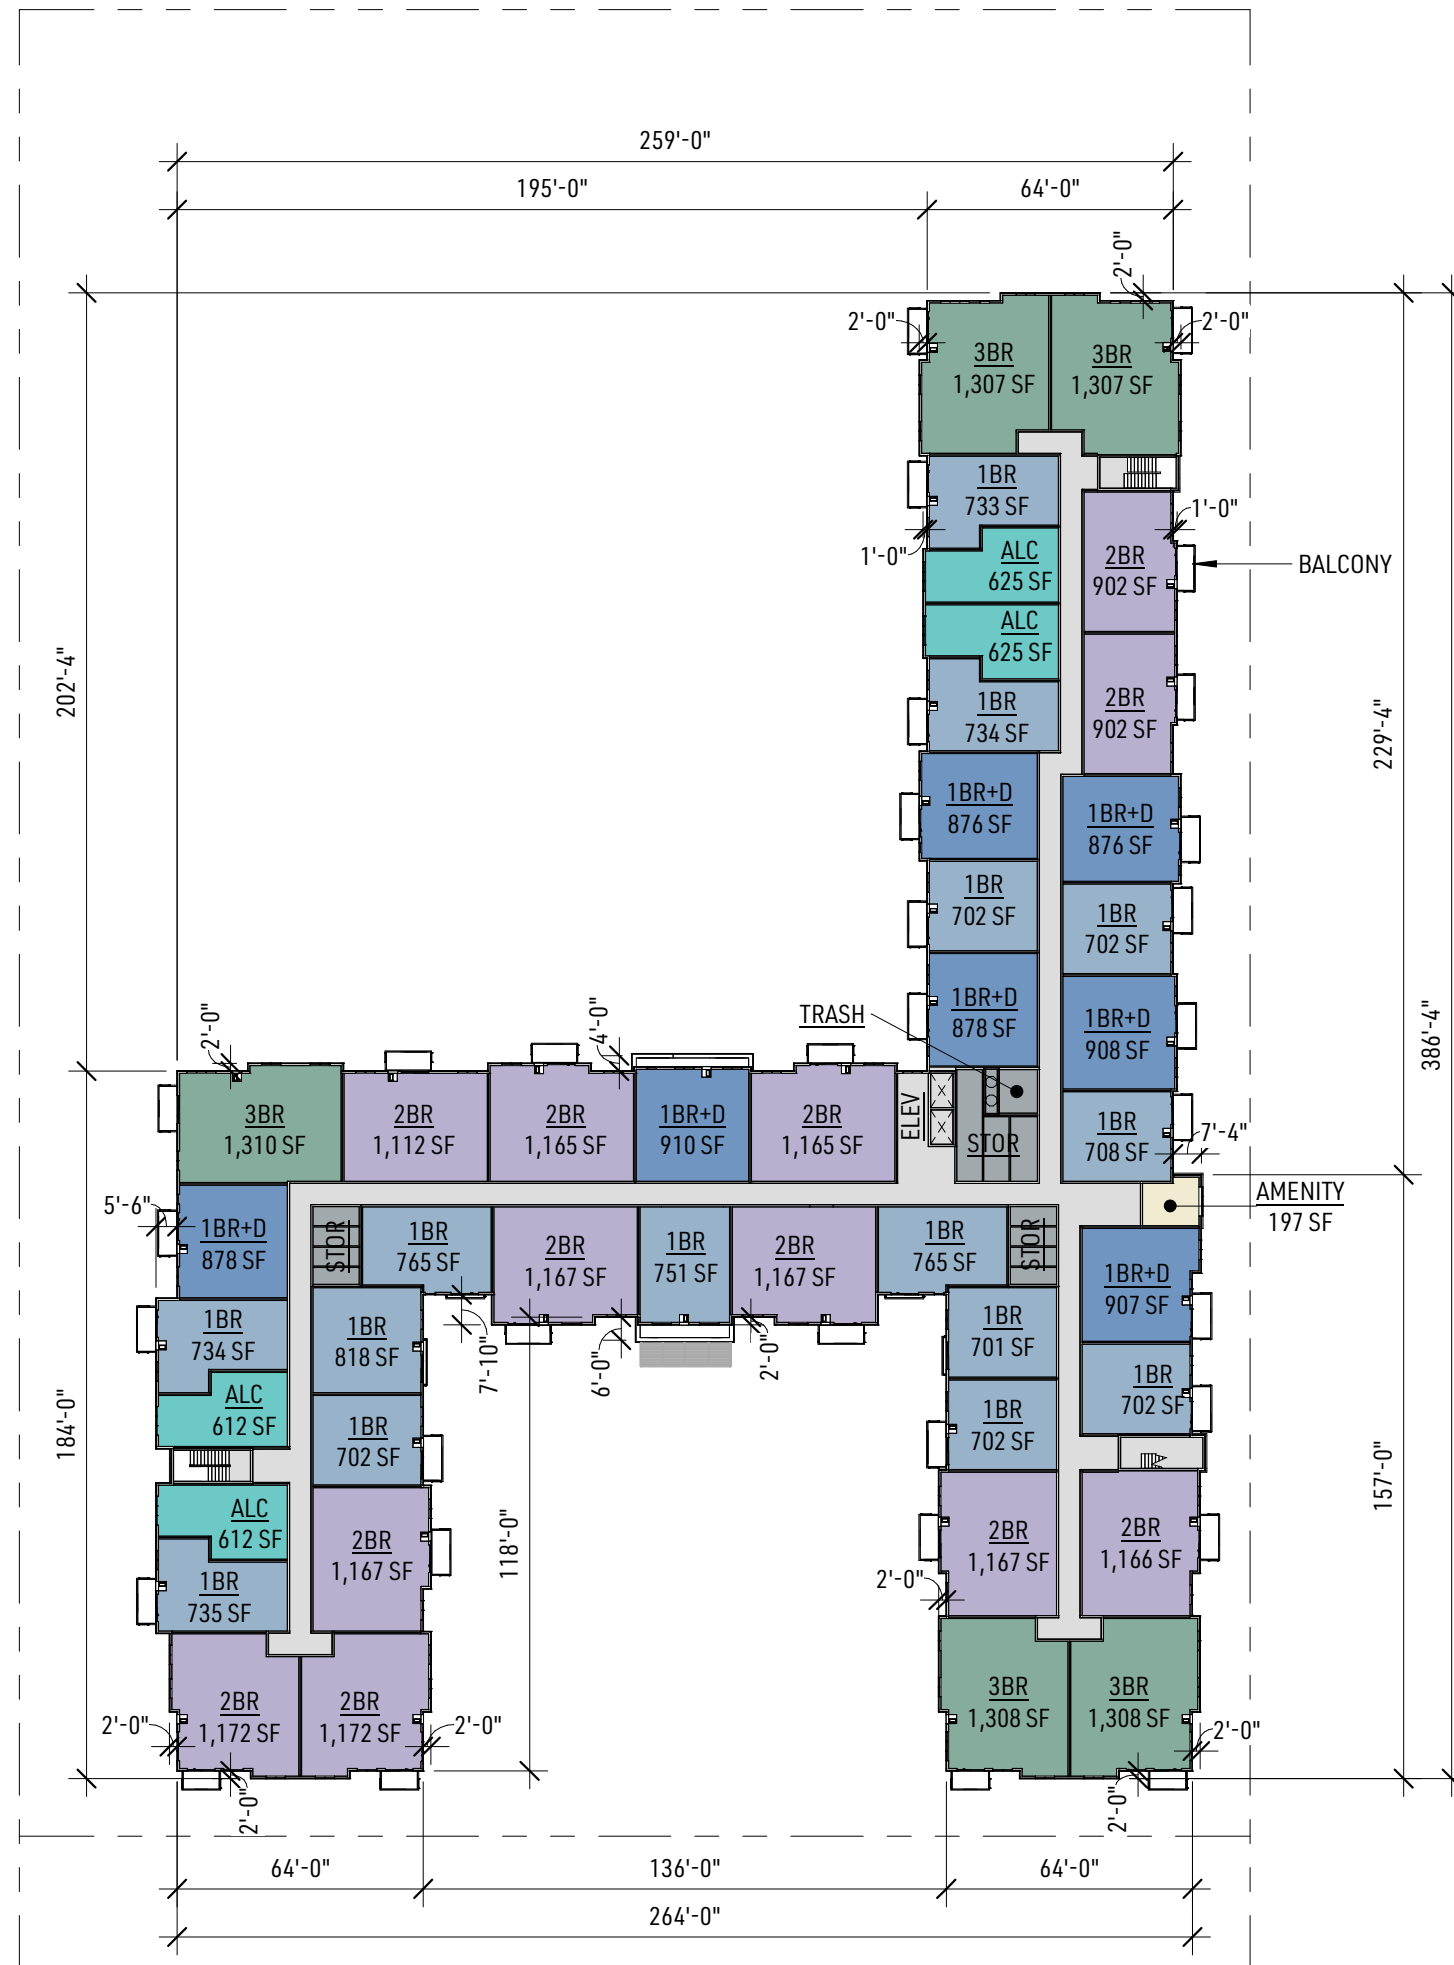 259'-0"
195'-0"
64'-0"
2'-0"
2'-0"
2'-0"
3BR
1,307 SF
3BR
1,307 SF
1BR
733 SF
1'-0"
1'-0"
ALC
625 SF
2BR
902 SF
BALCONY
ALC
625 SF
202'-4"
1BR
734 SF
2BR
902 SF
229'-4"
1BR+D
876 SF
1BR+D
876 SF
1BR
702 SF
1BR
702 SF
1BR+D
878 SF
1BR+D
908 SF
TRASH
2'-0"
4'-0"
386'-4"
3BR
1,310 SF
2BR
1,112 SF
2BR
1,165 SF
1BR+D
910 SF
2BR
1,165 SF
ELEV
STOR
1BR
708 SF
7'-4"
AMENITY
197 SF
5'-6"
1BR+D
878 SF
STOR
1BR
765 SF
2BR
1,167 SF
1BR
751 SF
2BR
1,167 SF
1BR
765 SF
STOR
1BR+D
907 SF
1BR
734 SF
1BR
818 SF
7'-10"
6'-0"
2'-0"
1BR
701 SF
1BR
702 SF
ALC
612 SF
1BR
702 SF
1BR
702 SF
184'-0"
157'-0"
ALC
612 SF
2BR
1,167 SF
118'-0"
2BR
1,167 SF
2BR
1,166 SF
1BR
735 SF
2'-0"
2BR
1,172 SF
2BR
1,172 SF
3BR
1,308 SF
3BR
1,308 SF
2'-0"
2'-0"
2'-0"
2'-0"
2'-0"
64'-0"
136'-0"
64'-0"
264'-0"